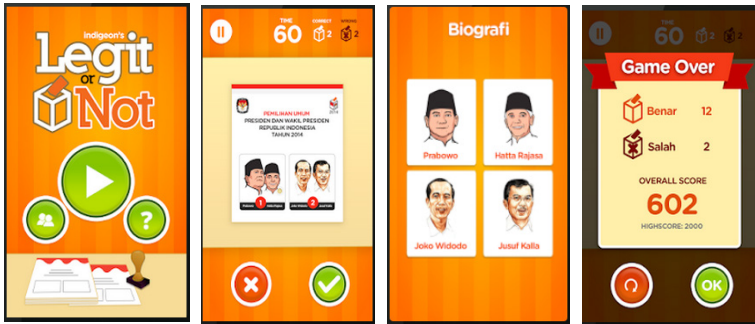 Indigeon's
Legit
or
Not
?
TIME
60
CORRECT
2
WRONG
2
2014
PEMILIHAN UMUM
PRESIDEN DAN WAKIL PRESIDEN
REPUBLIK INDONESIA
TAHUN 2014
1
2
Biografi
Prabowo
Hatta Rajasa
Joko Widodo
Jusuf Kalla
TIME
60
2
2
Game Over
Benar 12
Salah 2
OVERALL SCORE
602
HIGHSCORE: 2000
OK